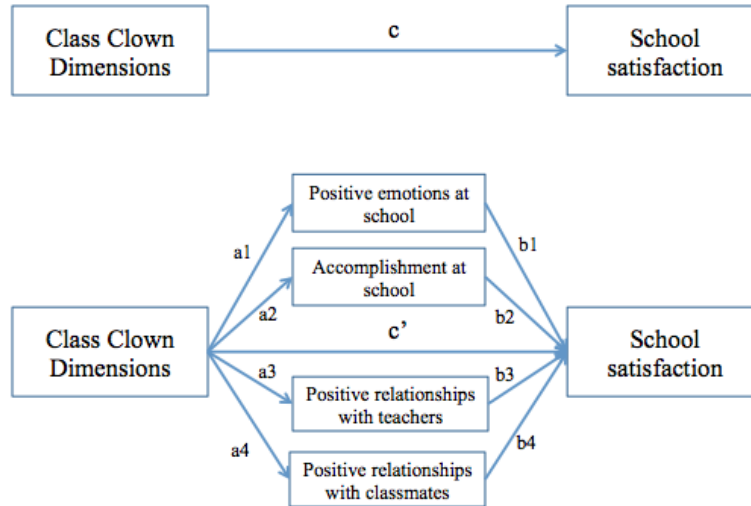 Class Clown
Dimensions
c
School
satisfaction
Positive emotions at
school
a1
b1
Accomplishment at
school
a2
b2
Class Clown
Dimensions
c’
School
satisfaction
a3
b3
Positive relationships
with teachers
a4
b4
Positive relationships
with classmates